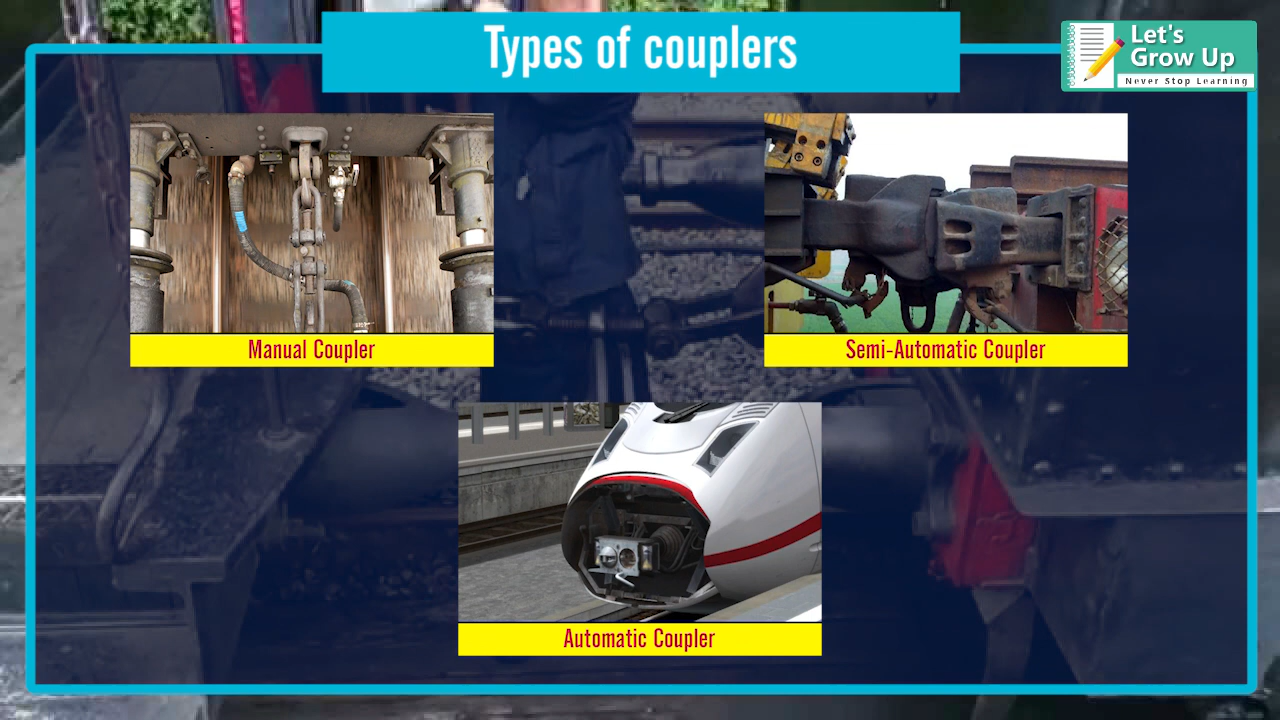 Types of couplers
Let's
Grow Up
Never Stop Learning
Manual Coupler
Semi-Automatic Coupler
Automatic Coupler